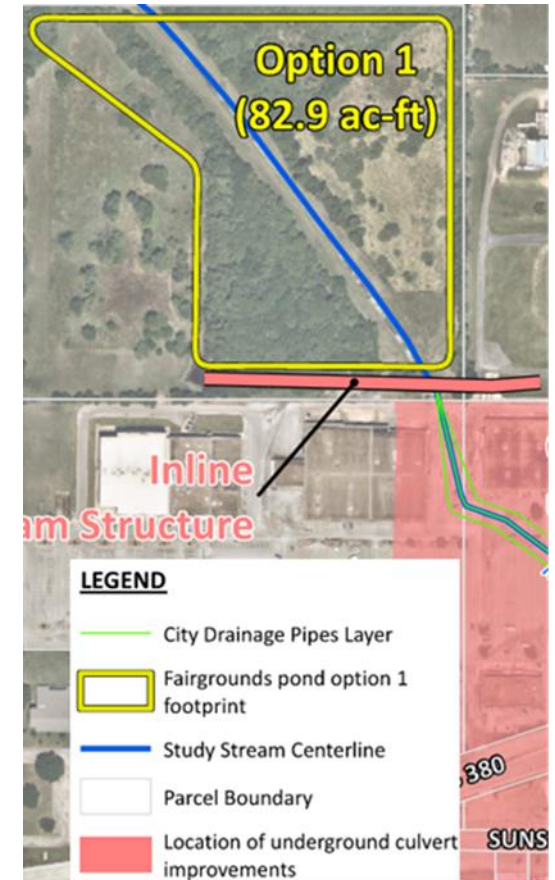 Option 1
(82.9 ac-ft)
Inline
am Structure
LEGEND
City Drainage Pipes Layer
Fairgrounds pond option 1
footprint
Study Stream Centerline
Parcel Boundary
Location of underground culvert
improvements
380
SUNS